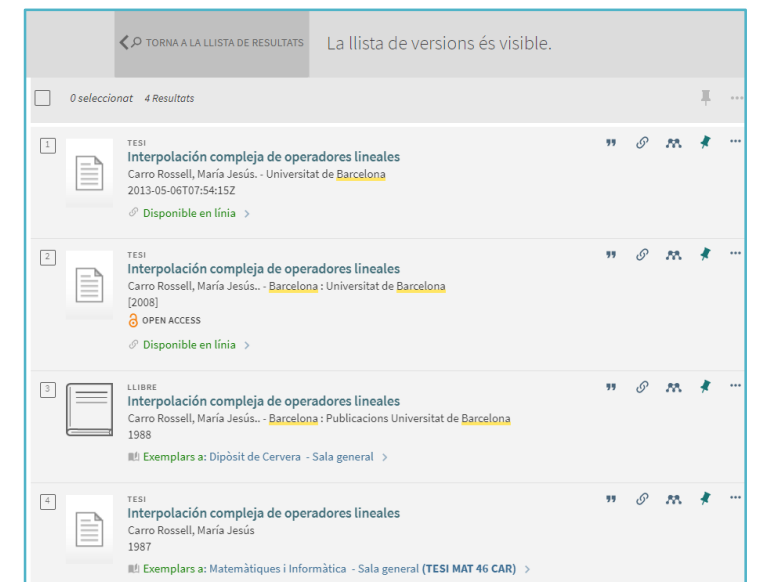 TORNA A LA LLISTA DE RESULTATS
La llista de versions és visible.
0 seleccionat 4 Resultats
1
TESI
Interpolación compleja de operadores lineales
Carro Rossell, María Jesús. - Universitat de Barcelona
2013-05-06T07:54:15Z
Disponible en línia
2
TESI
Interpolación compleja de operadores lineales
Carro Rossell, María Jesús.. - Barcelona : Universitat de Barcelona
[2008]
OPEN ACCESS
Disponible en línia
3
LLIBRE
Interpolación compleja de operadores lineales
Carro Rossell, María Jesús.. - Barcelona : Publicacions Universitat de Barcelona
1988
Exemplars a: Dipòsit de Cervera - Sala general
4
TESI
Interpolación compleja de operadores lineales
Carro Rossell, María Jesús
1987
Exemplars a: Matemàtiques i Informàtica - Sala general (TESI MAT 46 CAR)